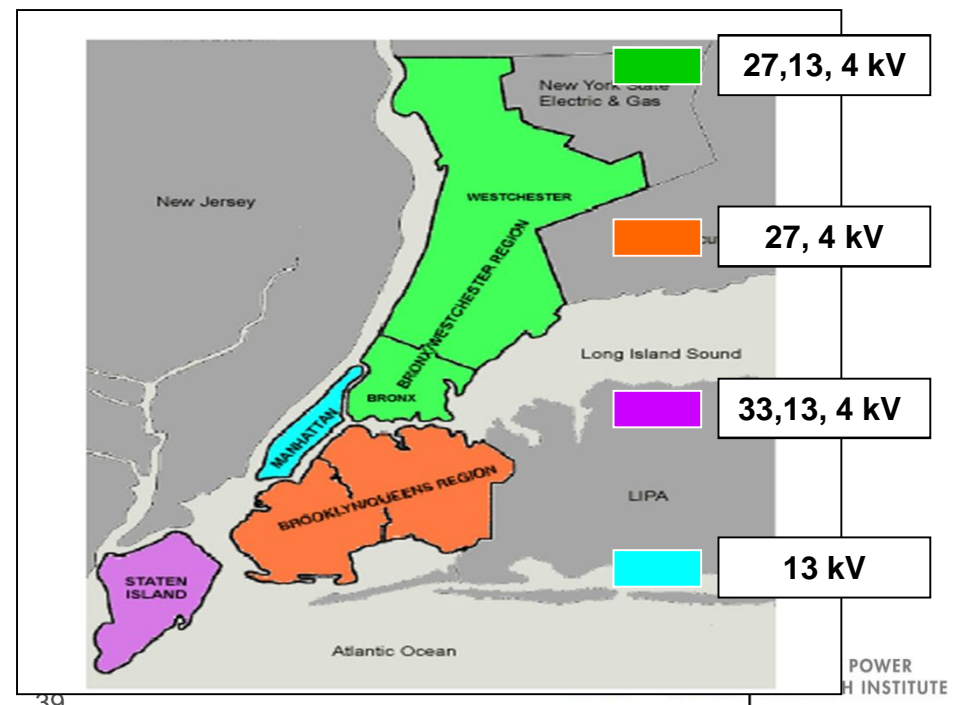 27,13, 4 kV
New York State
Electric & Gas
New Jersey
WESTCHESTER
27, 4 kV
BRONX/WESTCHESTER REGION
Long Island Sound
BRONX
33,13, 4 kV
MANHATTAN
BROOKLYN/QUEENS REGION
LIPA
13 kV
STATEN
ISLAND
Atlantic Ocean
POWER
H INSTITUTE
39